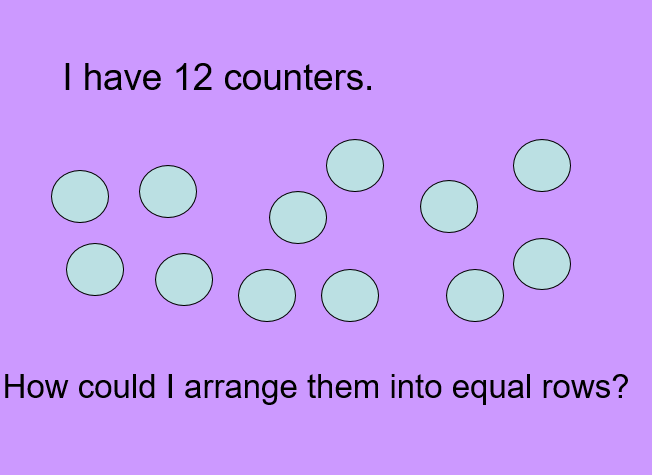 I have 12 counters.
How could I arrange them into equal rows?